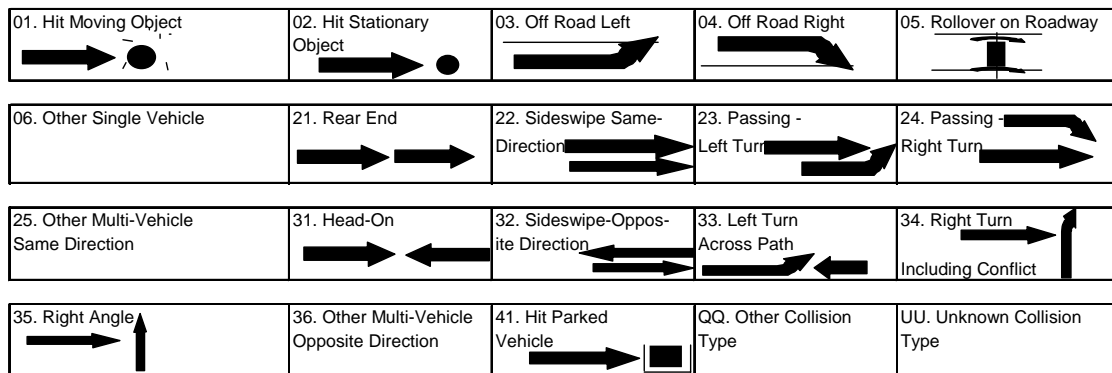 01. Hit Moving Object
02. Hit Stationary
Object
03. Off Road Left
04. Off Road Right
05. Rollover on Roadway
06. Other Single Vehicle
21. Rear End
22. Sideswipe Same-
Direction
23. Passing -
Left Turn
24. Passing -
Right Turn
25. Other Multi-Vehicle
Same Direction
31. Head-On
32. Sideswipe-Oppos-
ite Direction
33. Left Turn
Across Path
34. Right Turn
Including Conflict
35. Right Angle
36. Other Multi-Vehicle
Opposite Direction
41. Hit Parked
Vehicle
QQ. Other Collision
Type
UU. Unknown Collision
Type